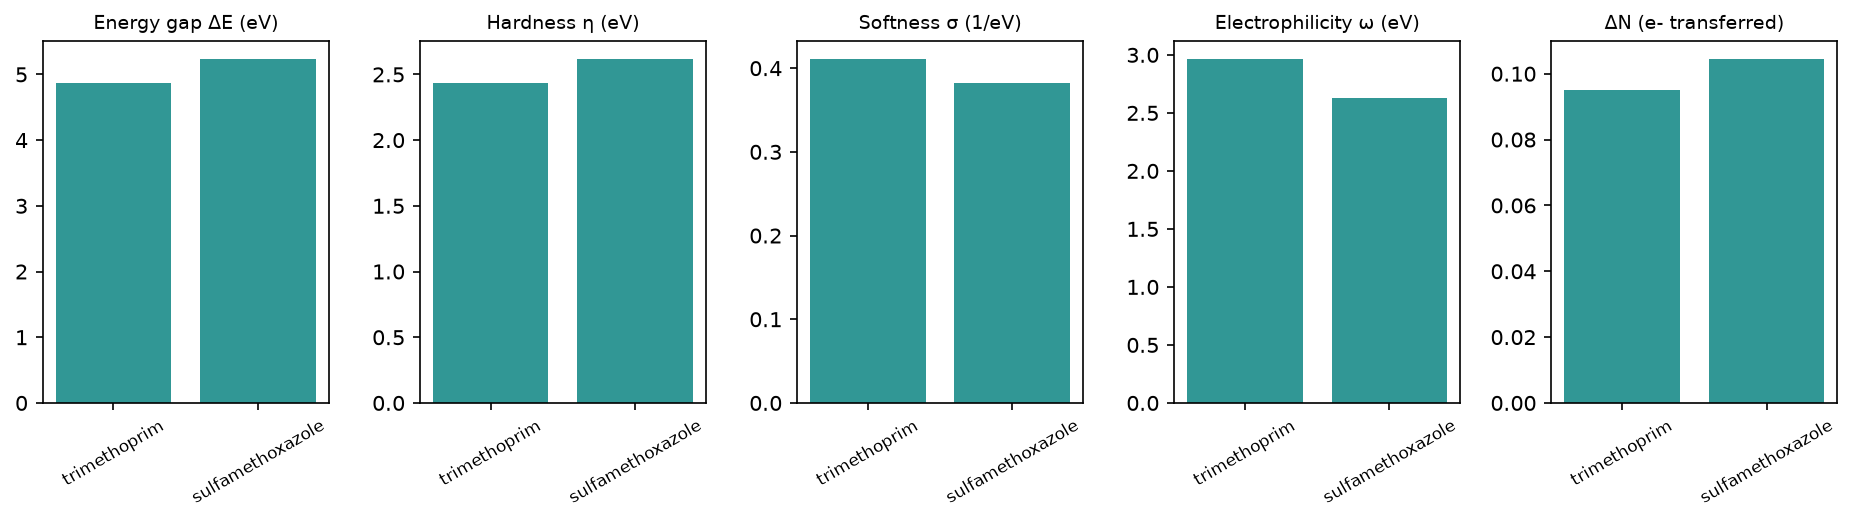 Energy gap ΔE (eV)
5
4
3
2
1
0
trimethoprim
sulfamethoxazole
Hardness η (eV)
2.5
2.0
1.5
1.0
0.5
0.0
trimethoprim
sulfamethoxazole
Softness σ (1/eV)
0.4
0.3
0.2
0.1
0.0
trimethoprim
sulfamethoxazole
Electrophilicity ω (eV)
3.0
2.5
2.0
1.5
1.0
0.5
0.0
trimethoprim
sulfamethoxazole
ΔN (e- transferred)
0.10
0.08
0.06
0.04
0.02
0.00
trimethoprim
sulfamethoxazole